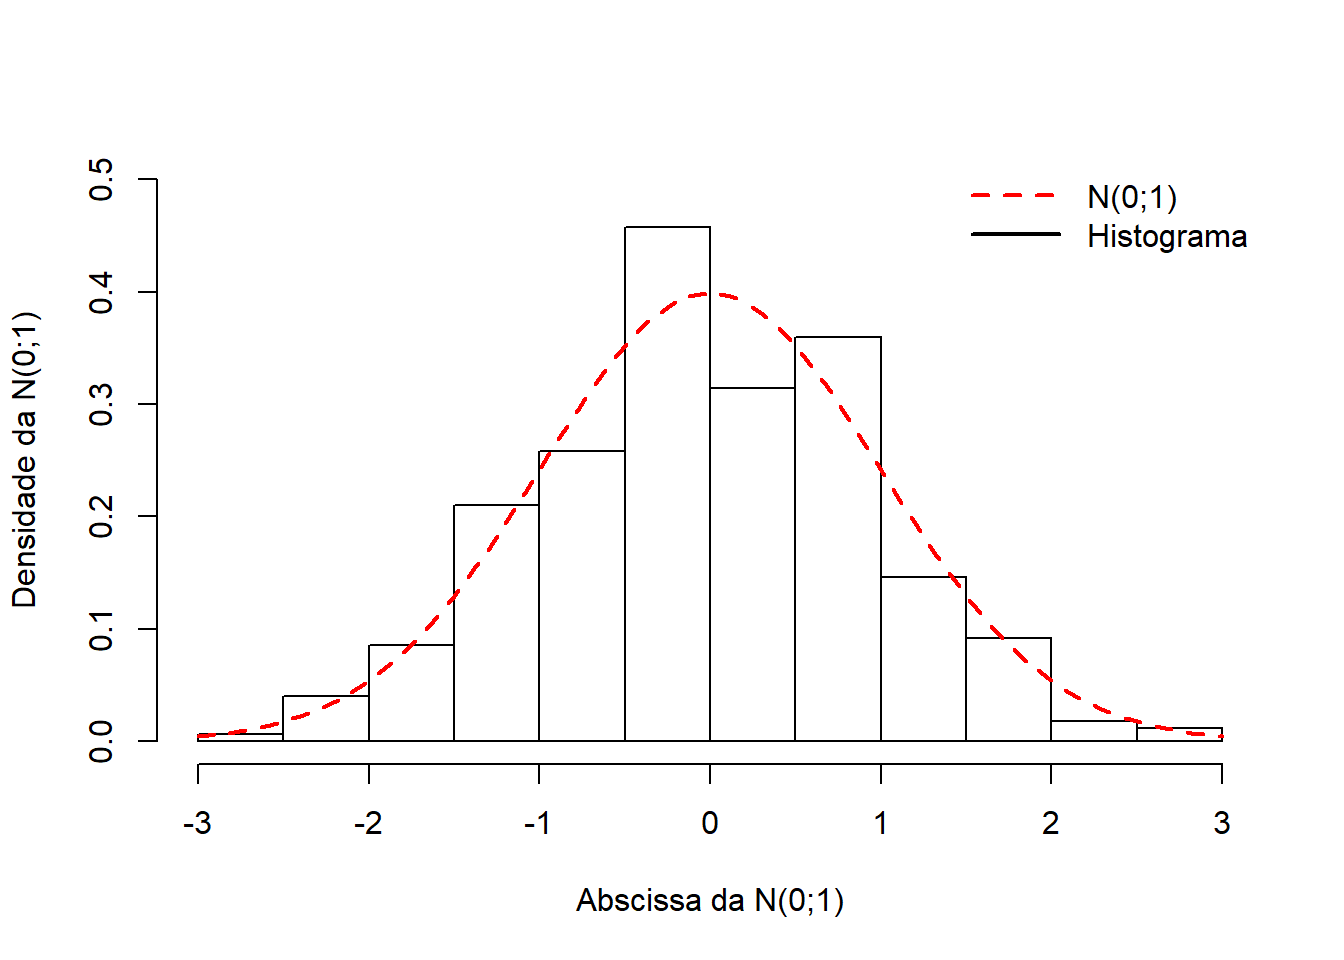 N(0;1)
Histograma
Densidade da N(0;1)
0.5
0.4
0.3
0.2
0.1
0.0
-3 -2 -1 0 1 2 3
Abscissa da N(0;1)